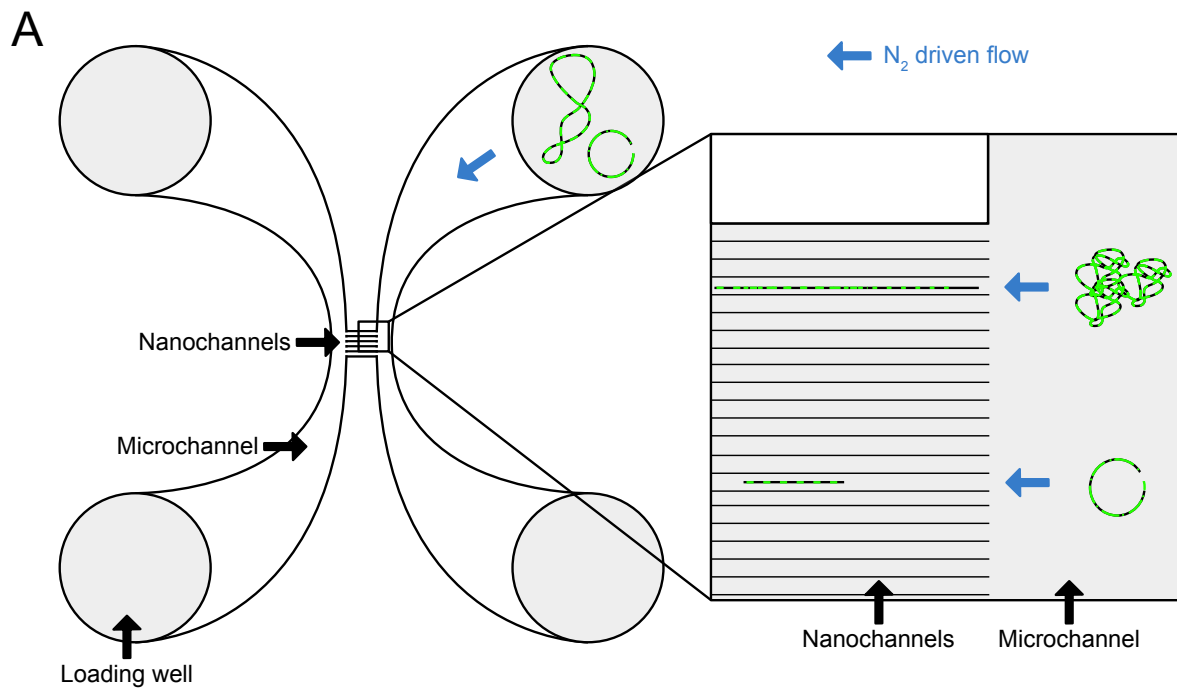 A
N₂ driven flow
Nanochannels
Microchannel
Loading well
Nanochannels
Microchannel